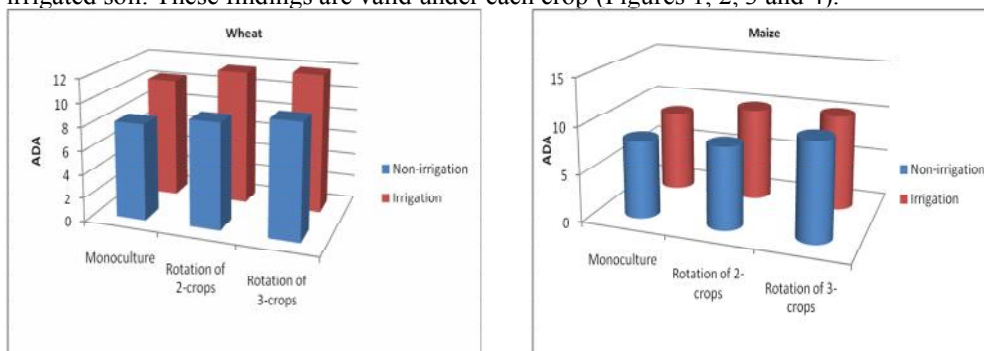 irrigated soil. These findings are valid under each crop (Figures 1, 2, 3 and 4).
Wheat
12
10
8
6
4
2
0
ADA
Monoculture
Rotation of
2-crops
Rotation of
3-crops
Non-irrigation
Irrigation
Maize
15
10
5
0
ADA
Monoculture
Rotation of 2-
crops
Rotation of 3-
crops
Non-irrigation
Irrigation